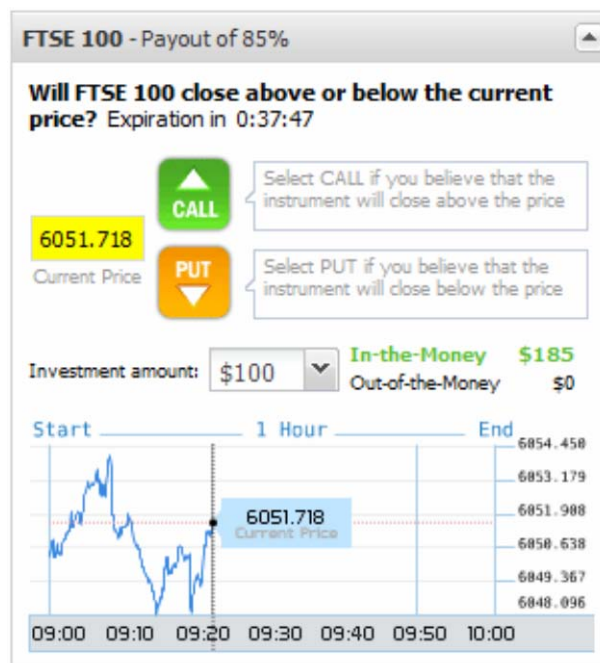 FTSE 100 - Payout of 85%
Will FTSE 100 close above or below the current
price? Expiration in 0:37:47
CALL
Select CALL if you believe that the
instrument will close above the price
6051.718
Current Price
PUT
Select PUT if you believe that the
instrument will close below the price
Investment amount: $100
In-the-Money $185
Out-of-the-Money $0
Start 1 Hour End
6054.450
6053.179
6051.908
6050.638
6049.367
6048.096
6051.718
Current Price
09:00 09:10 09:20 09:30 09:40 09:50 10:00